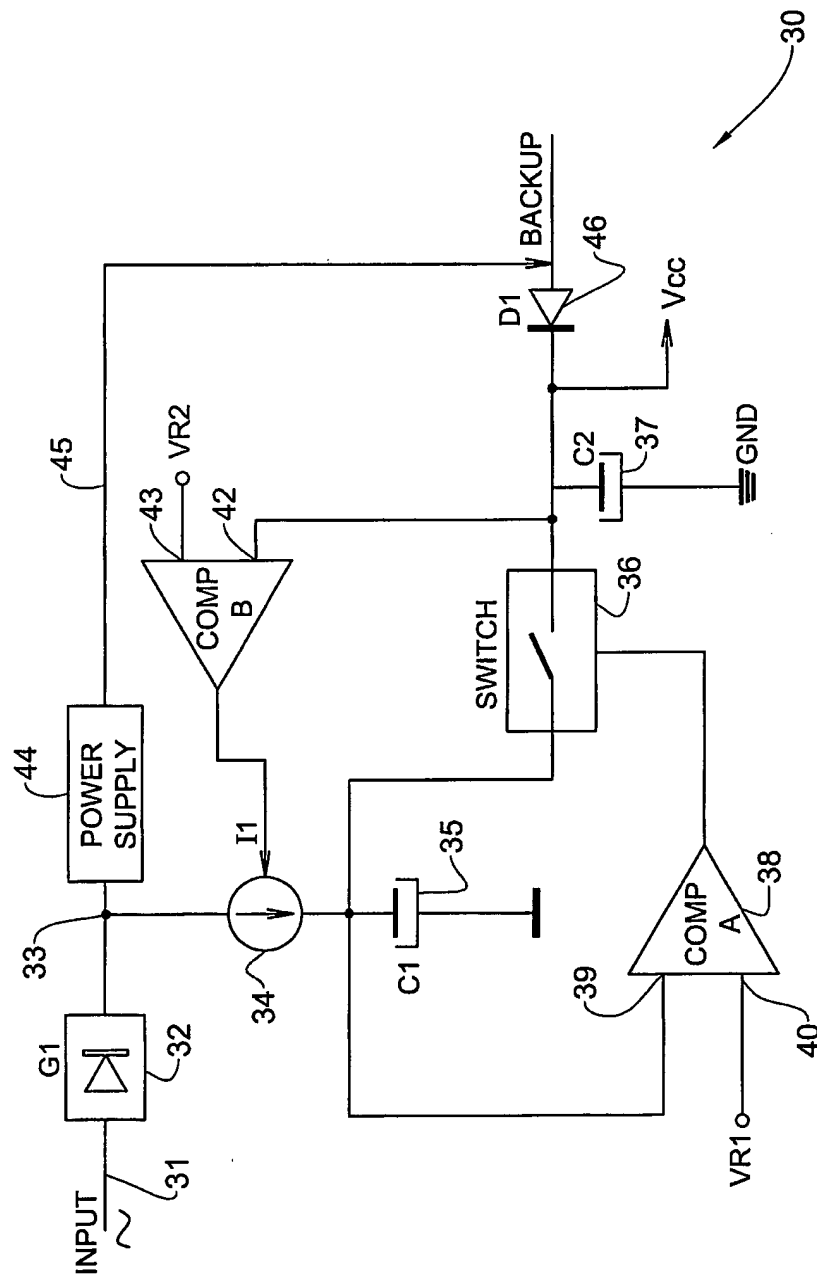 INPUT
~
31
G1
32
33
44
POWER
SUPPLY
45
34
I1
COMP
B
43
VR2
42
C1
35
SWITCH
36
C2
37
GND
D1
46
BACKUP
Vcc
39
COMP
A
38
40
VR1
30